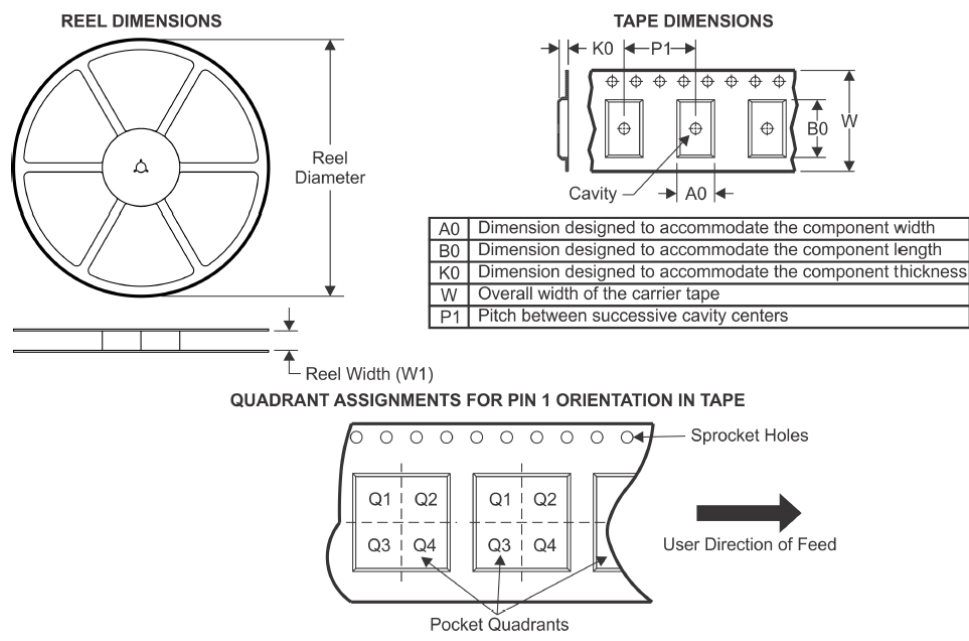 REEL DIMENSIONS
Reel
Diameter
Reel Width (W1)
TAPE DIMENSIONS
K0
P1
B0
W
Cavity
A0
A0 Dimension designed to accommodate the component width
B0 Dimension designed to accommodate the component length
K0 Dimension designed to accommodate the component thickness
W Overall width of the carrier tape
P1 Pitch between successive cavity centers
QUADRANT ASSIGNMENTS FOR PIN 1 ORIENTATION IN TAPE
Sprocket Holes
Q1 Q2 Q1 Q2
Q3 Q4 Q3 Q4
User Direction of Feed
Pocket Quadrants